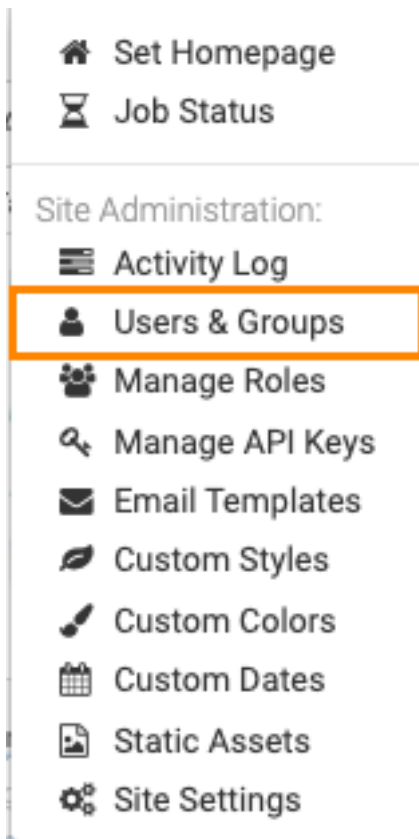 Set Homepage
Job Status
Site Administration:
Activity Log
Users & Groups
Manage Roles
Manage API Keys
Email Templates
Custom Styles
Custom Colors
Custom Dates
Static Assets
Site Settings